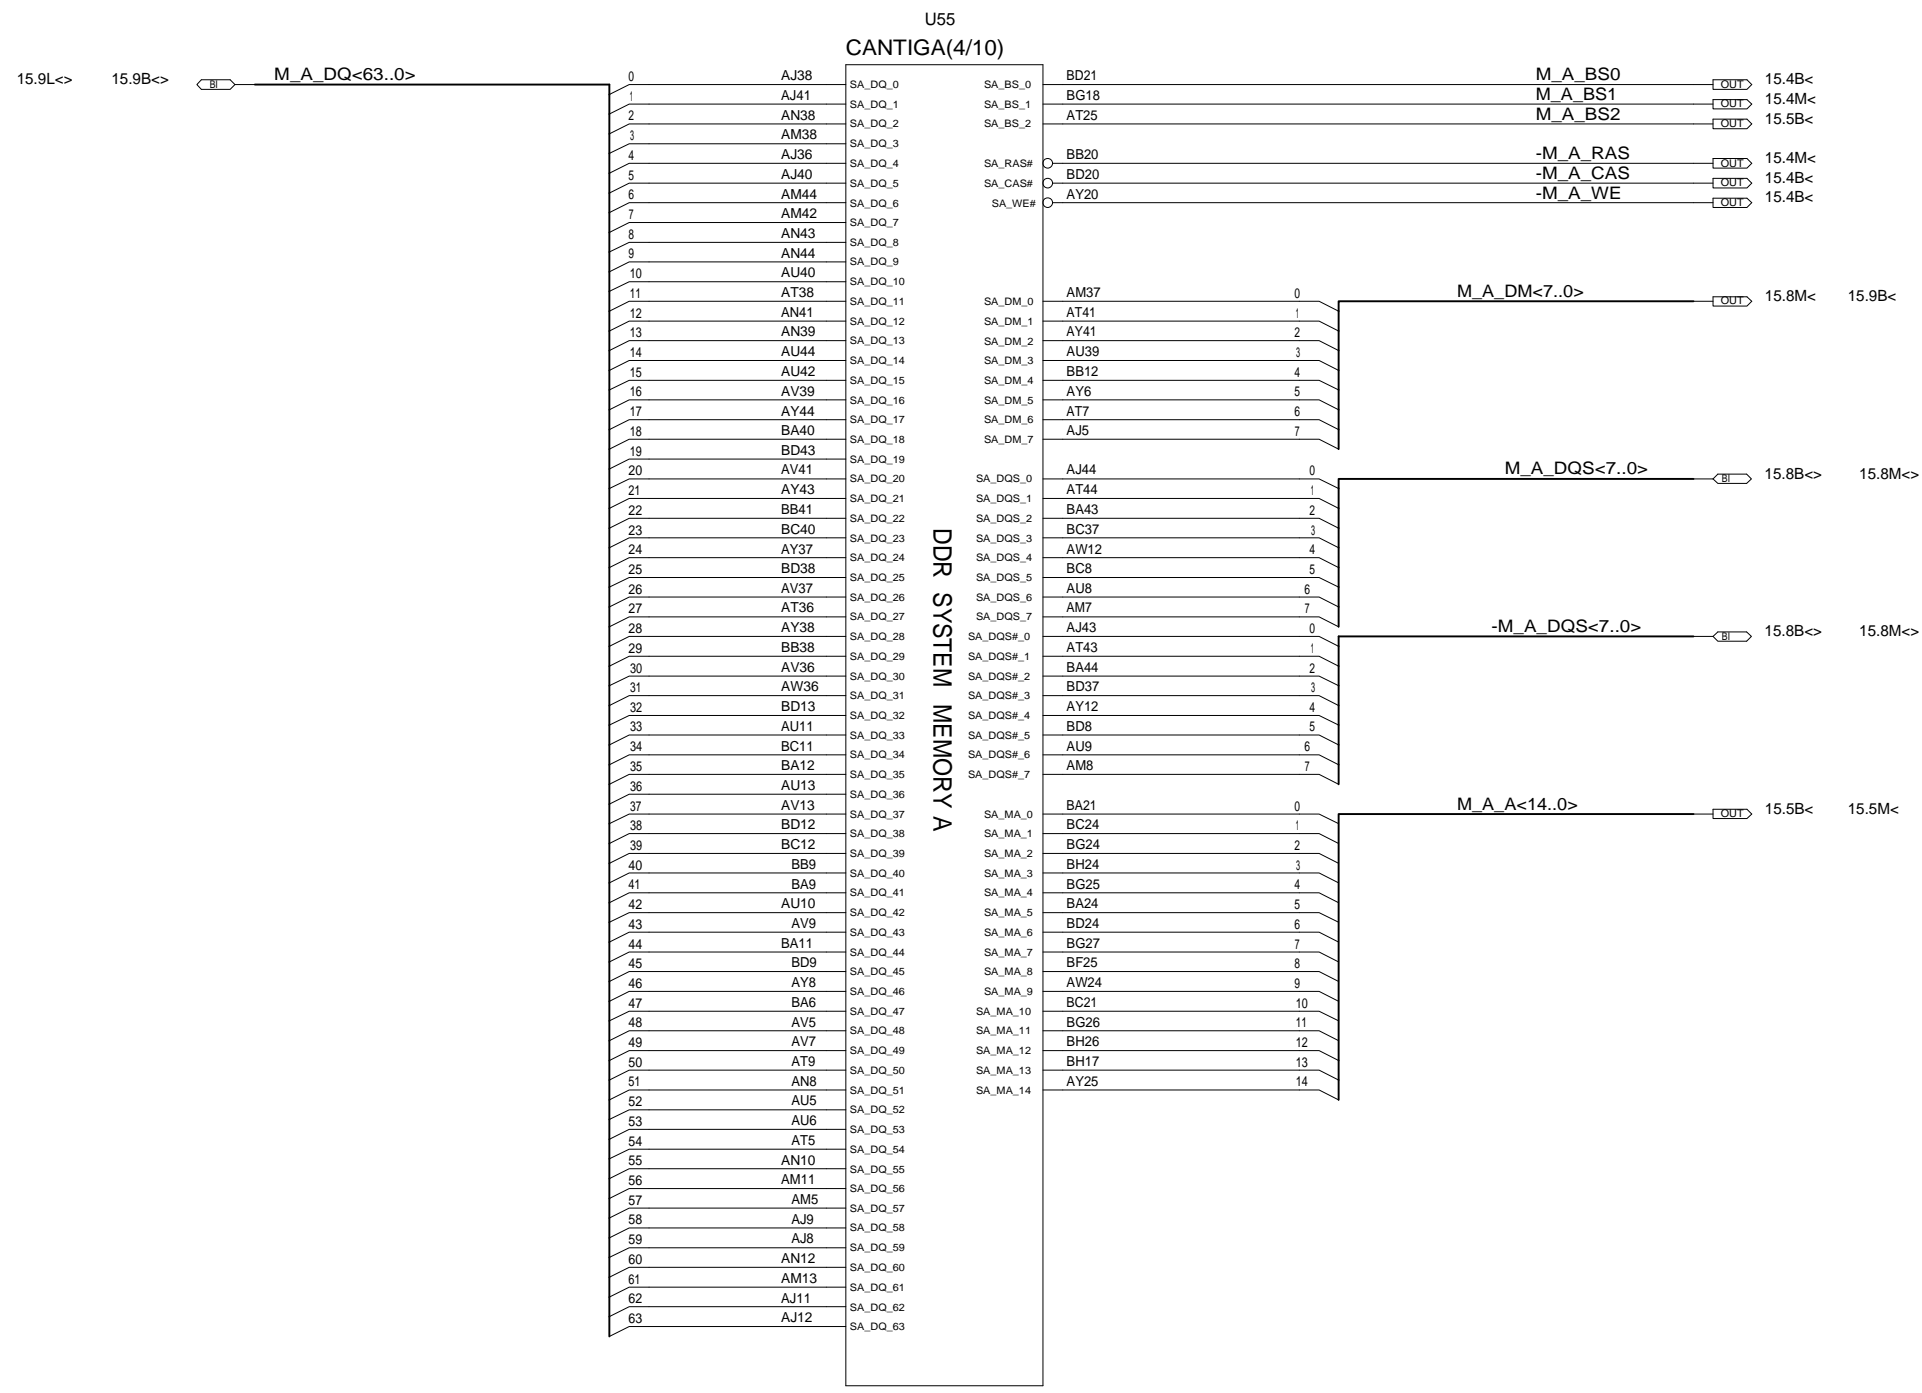 U55
CANTIGA(4/10)
15.9L<> 15.9B<> BI M_A_DQ<63..0>
0 AJ38 SA_DQ_0
1 AJ41 SA_DQ_1
2 AN38 SA_DQ_2
3 AM38 SA_DQ_3
4 AJ36 SA_DQ_4
5 AJ40 SA_DQ_5
6 AM44 SA_DQ_6
7 AM42 SA_DQ_7
8 AN43 SA_DQ_8
9 AN44 SA_DQ_9
10 AU40 SA_DQ_10
11 AT38 SA_DQ_11
12 AN41 SA_DQ_12
13 AN39 SA_DQ_13
14 AU44 SA_DQ_14
15 AU42 SA_DQ_15
16 AV39 SA_DQ_16
17 AY44 SA_DQ_17
18 BA40 SA_DQ_18
19 BD43 SA_DQ_19
20 AV41 SA_DQ_20
21 AY43 SA_DQ_21
22 BB41 SA_DQ_22
23 BC40 SA_DQ_23
24 AY37 SA_DQ_24
25 BD38 SA_DQ_25
26 AV37 SA_DQ_26
27 AT36 SA_DQ_27
28 AY38 SA_DQ_28
29 BB38 SA_DQ_29
30 AV36 SA_DQ_30
31 AW36 SA_DQ_31
32 BD13 SA_DQ_32
33 AU11 SA_DQ_33
34 BC11 SA_DQ_34
35 BA12 SA_DQ_35
36 AU13 SA_DQ_36
37 AV13 SA_DQ_37
38 BD12 SA_DQ_38
39 BC12 SA_DQ_39
40 BB9 SA_DQ_40
41 BA9 SA_DQ_41
42 AU10 SA_DQ_42
43 AV9 SA_DQ_43
44 BA11 SA_DQ_44
45 BD9 SA_DQ_45
46 AY8 SA_DQ_46
47 BA6 SA_DQ_47
48 AV5 SA_DQ_48
49 AV7 SA_DQ_49
50 AT9 SA_DQ_50
51 AN8 SA_DQ_51
52 AU5 SA_DQ_52
53 AU6 SA_DQ_53
54 AT5 SA_DQ_54
55 AN10 SA_DQ_55
56 AM11 SA_DQ_56
57 AM5 SA_DQ_57
58 AJ9 SA_DQ_58
59 AJ8 SA_DQ_59
60 AN12 SA_DQ_60
61 AM13 SA_DQ_61
62 AJ11 SA_DQ_62
63 AJ12 SA_DQ_63
DDR SYSTEM MEMORY A
SA_BS_0 BD21 M_A_BS0 OUT 15.4B<
SA_BS_1 BG18 M_A_BS1 OUT 15.4M<
SA_BS_2 AT25 M_A_BS2 OUT 15.5B<
SA_RAS# BB20 -M_A_RAS OUT 15.4M<
SA_CAS# BD20 -M_A_CAS OUT 15.4B<
SA_WE# AY20 -M_A_WE OUT 15.4B<
SA_DM_0 AM37 0 M_A_DM<7..0> OUT 15.8M< 15.9B<
SA_DM_1 AT41 1
SA_DM_2 AY41 2
SA_DM_3 AU39 3
SA_DM_4 BB12 4
SA_DM_5 AY6 5
SA_DM_6 AT7 6
SA_DM_7 AJ5 7
SA_DQS_0 AJ44 0 M_A_DQS<7..0> BI 15.8B<> 15.8M<>
SA_DQS_1 AT44 1
SA_DQS_2 BA43 2
SA_DQS_3 BC37 3
SA_DQS_4 AW12 4
SA_DQS_5 BC8 5
SA_DQS_6 AU8 6
SA_DQS_7 AM7 7
SA_DQS#_0 AJ43 0 -M_A_DQS<7..0> BI 15.8B<> 15.8M<>
SA_DQS#_1 AT43 1
SA_DQS#_2 BA44 2
SA_DQS#_3 BD37 3
SA_DQS#_4 AY12 4
SA_DQS#_5 BD8 5
SA_DQS#_6 AU9 6
SA_DQS#_7 AM8 7
SA_MA_0 BA21 0 M_A_A<14..0> OUT 15.5B< 15.5M<
SA_MA_1 BC24 1
SA_MA_2 BG24 2
SA_MA_3 BH24 3
SA_MA_4 BG25 4
SA_MA_5 BA24 5
SA_MA_6 BD24 6
SA_MA_7 BG27 7
SA_MA_8 BF25 8
SA_MA_9 AW24 9
SA_MA_10 BC21 10
SA_MA_11 BG26 11
SA_MA_12 BH26 12
SA_MA_13 BH17 13
SA_MA_14 AY25 14